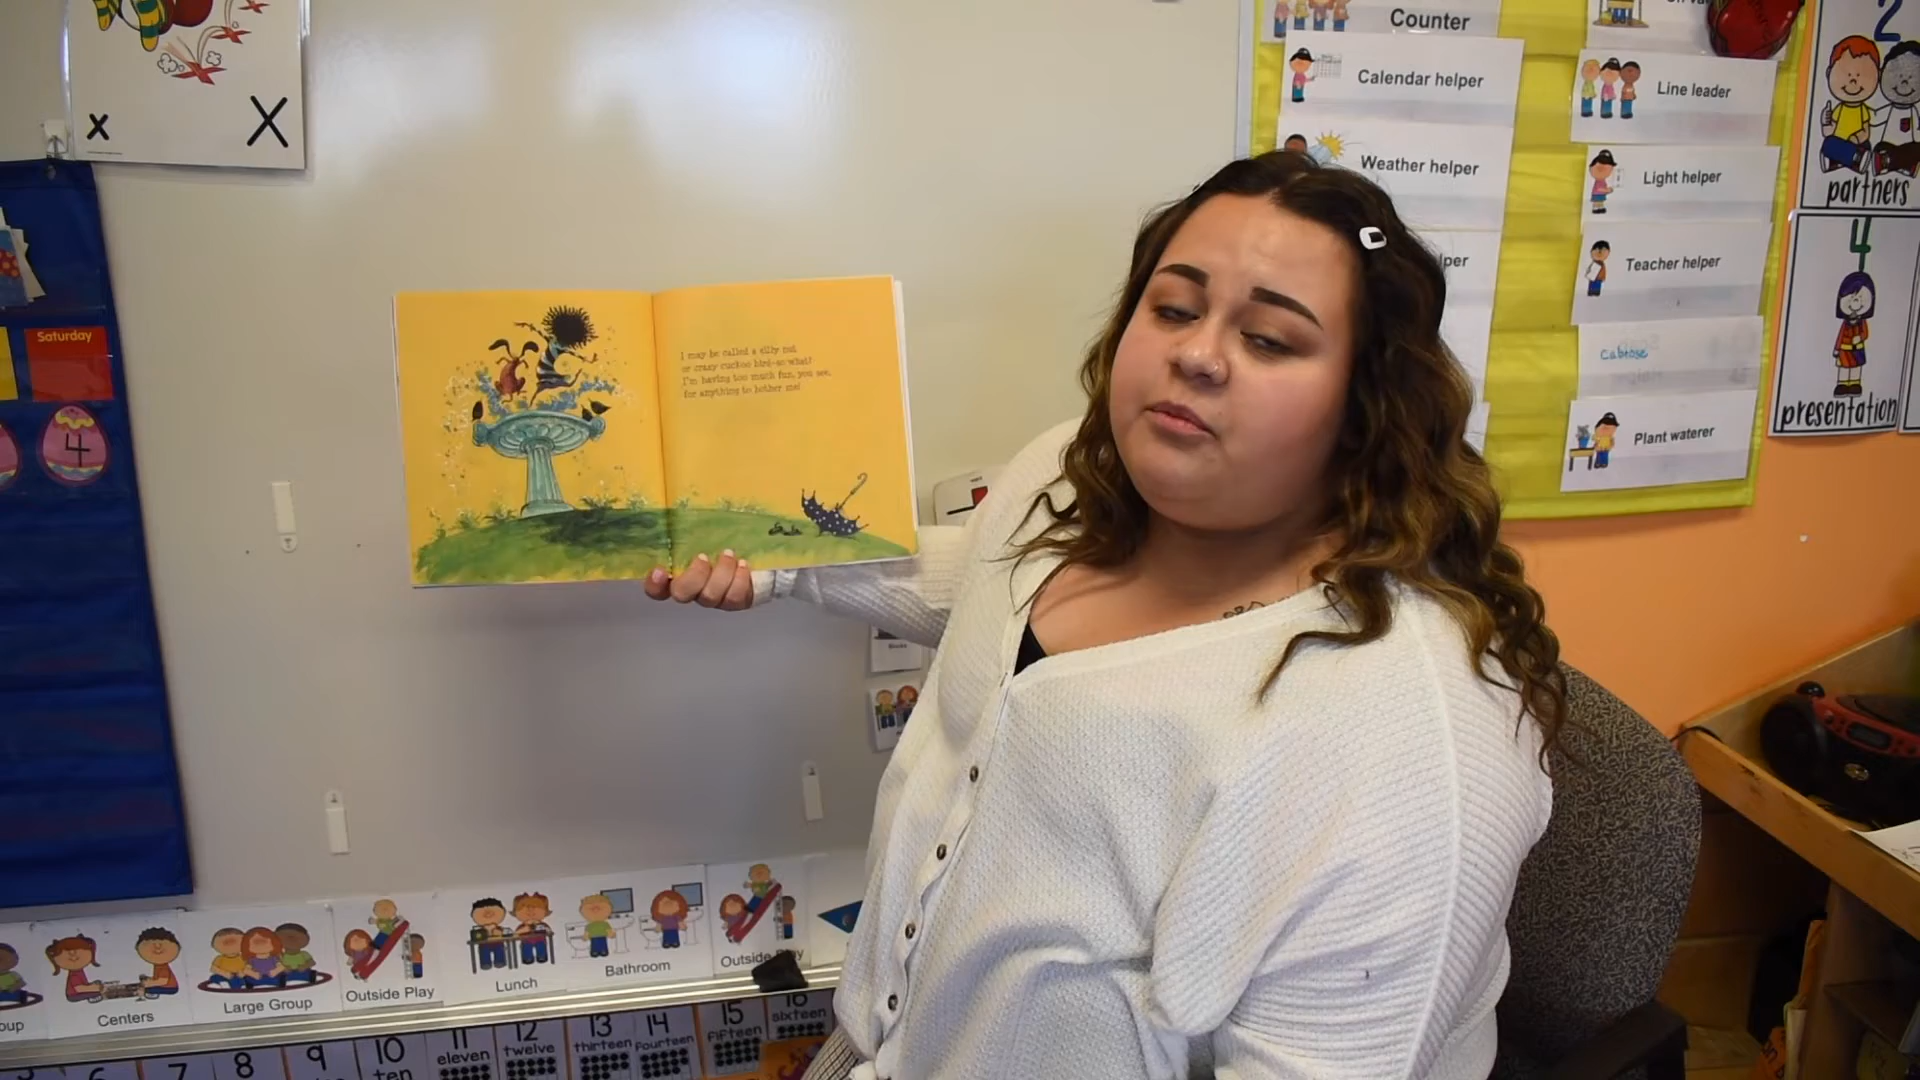 x X
Saturday
4
I may be called a silly nut
or crazy cuckoo bird–so what?
I'm having too much fun, you see,
for anything to bother me!
Counter
Calendar helper
Weather helper
Line leader
Light helper
Teacher helper
Caboose
Plant waterer
2
partners
4
presentation
Centers
Large Group
Outside Play
Lunch
Bathroom
Outside
7 8 9 10 11 12 13 14 15 16
ten eleven twelve thirteen fourteen fifteen sixteen